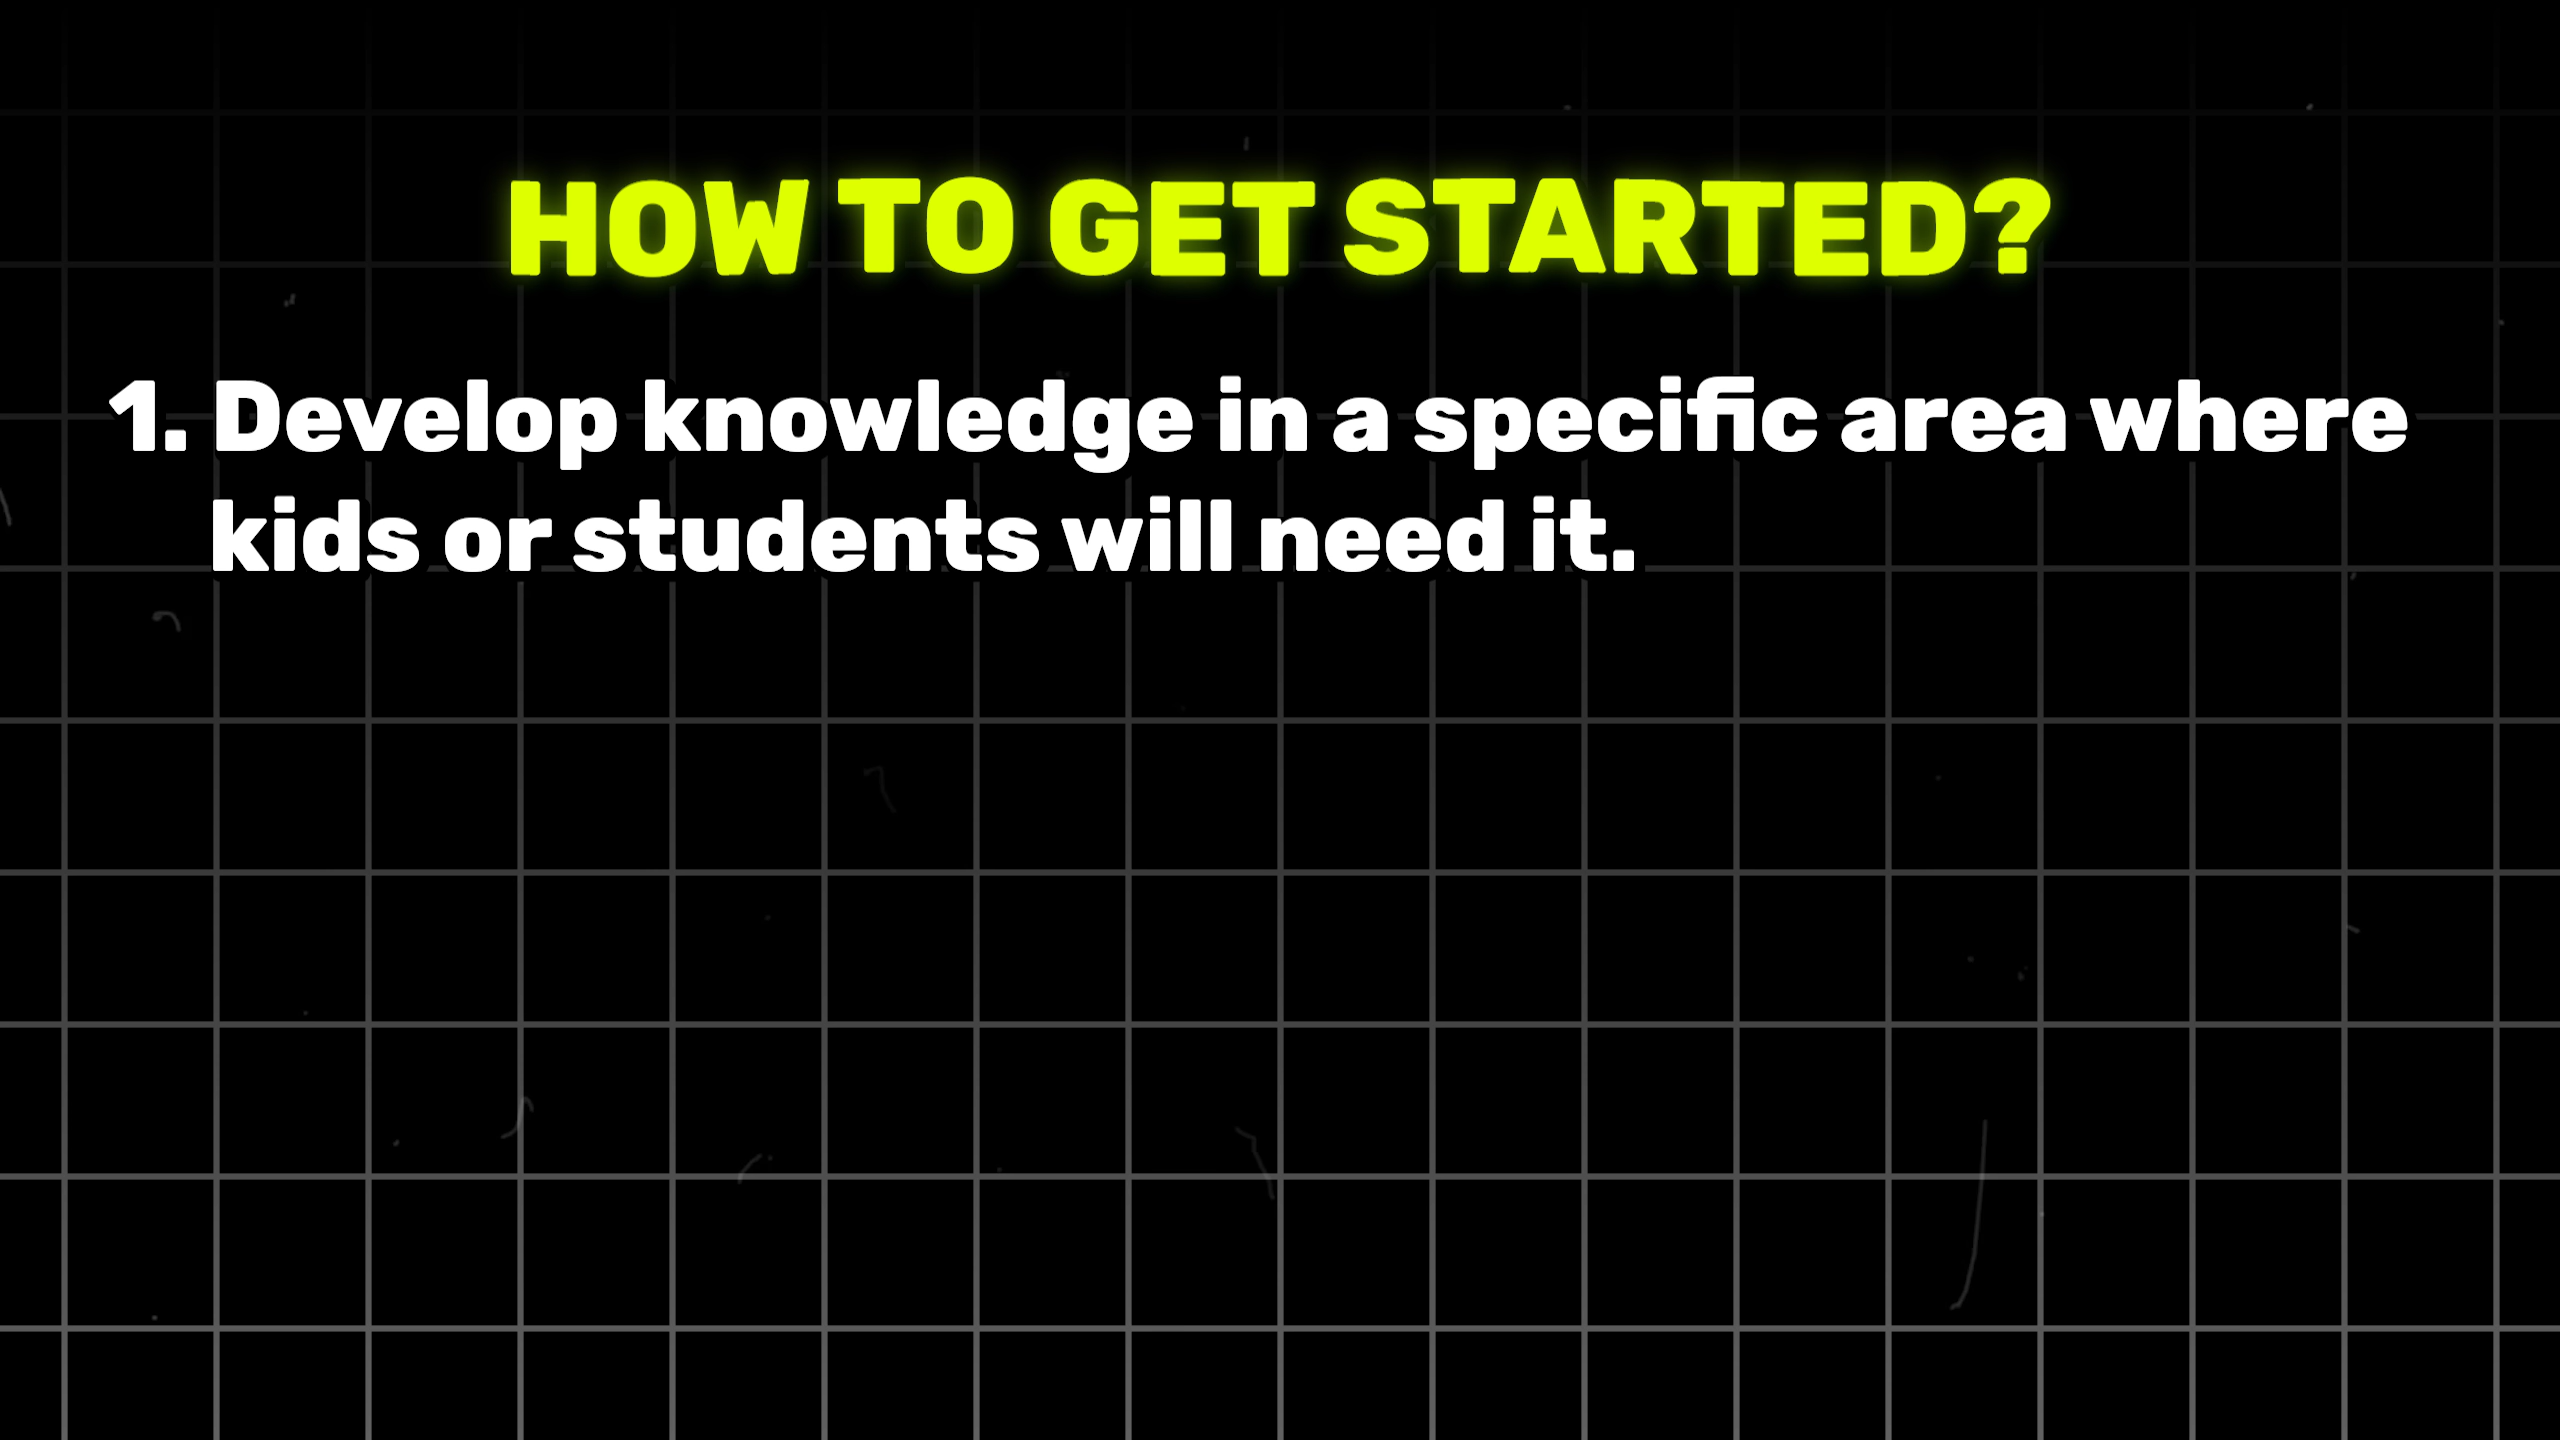 HOW TO GET STARTED?
1. Develop knowledge in a specific area where
kids or students will need it.